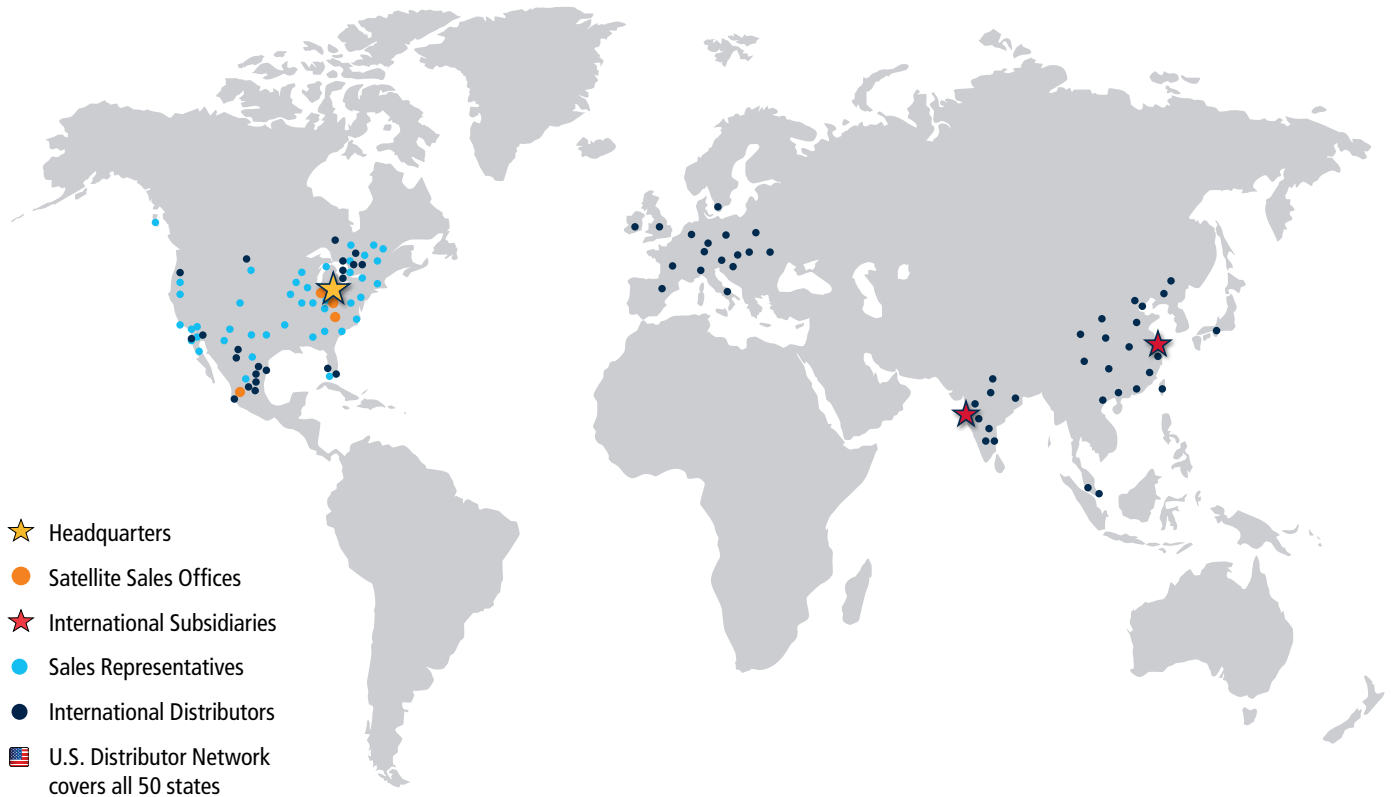 Headquarters
Satellite Sales Offices
International Subsidiaries
Sales Representatives
International Distributors
U.S. Distributor Network
covers all 50 states